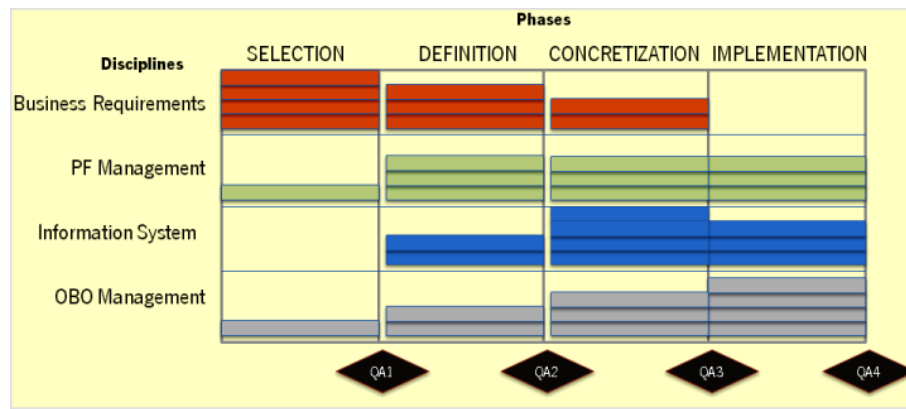 Phases
SELECTION DEFINITION CONCRETIZATION IMPLEMENTATION
Disciplines
Business Requirements
PF Management
Information System
OBO Management
QA1 QA2 QA3 QA4